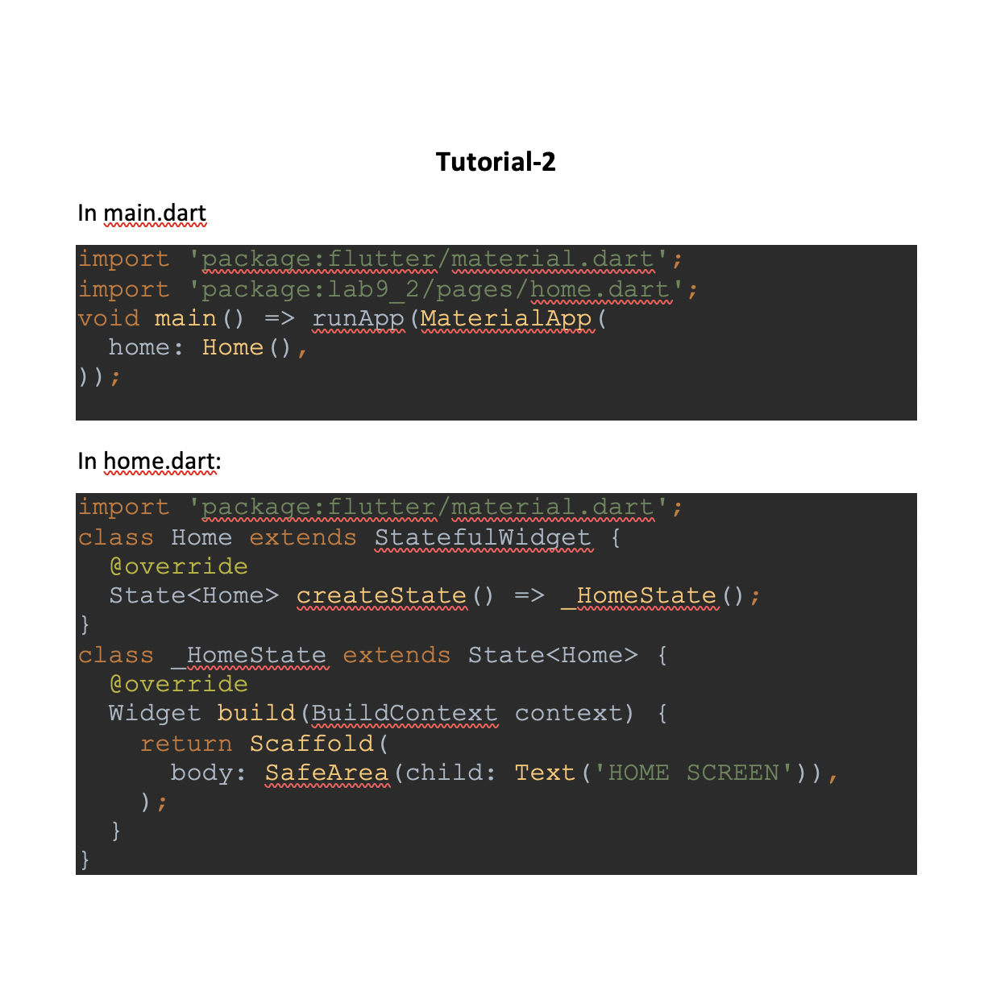 Tutorial-2
In main.dart
import 'package:flutter/material.dart';
import 'package:lab9_2/pages/home.dart';
void main() => runApp(MaterialApp(
  home: Home(),
));
In home.dart:
import 'package:flutter/material.dart';
class Home extends StatefulWidget {
  @override
  State<Home> createState() => _HomeState();
}
class _HomeState extends State<Home> {
  @override
  Widget build(BuildContext context) {
    return Scaffold(
      body: SafeArea(child: Text('HOME SCREEN')),
    );
  }
}